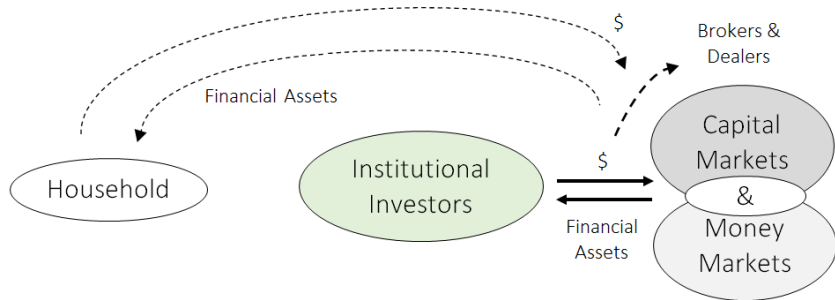 $
Brokers &
Dealers
Financial Assets
Capital
Markets
Institutional
Investors
$
Household
&
Financial
Assets
Money
Markets